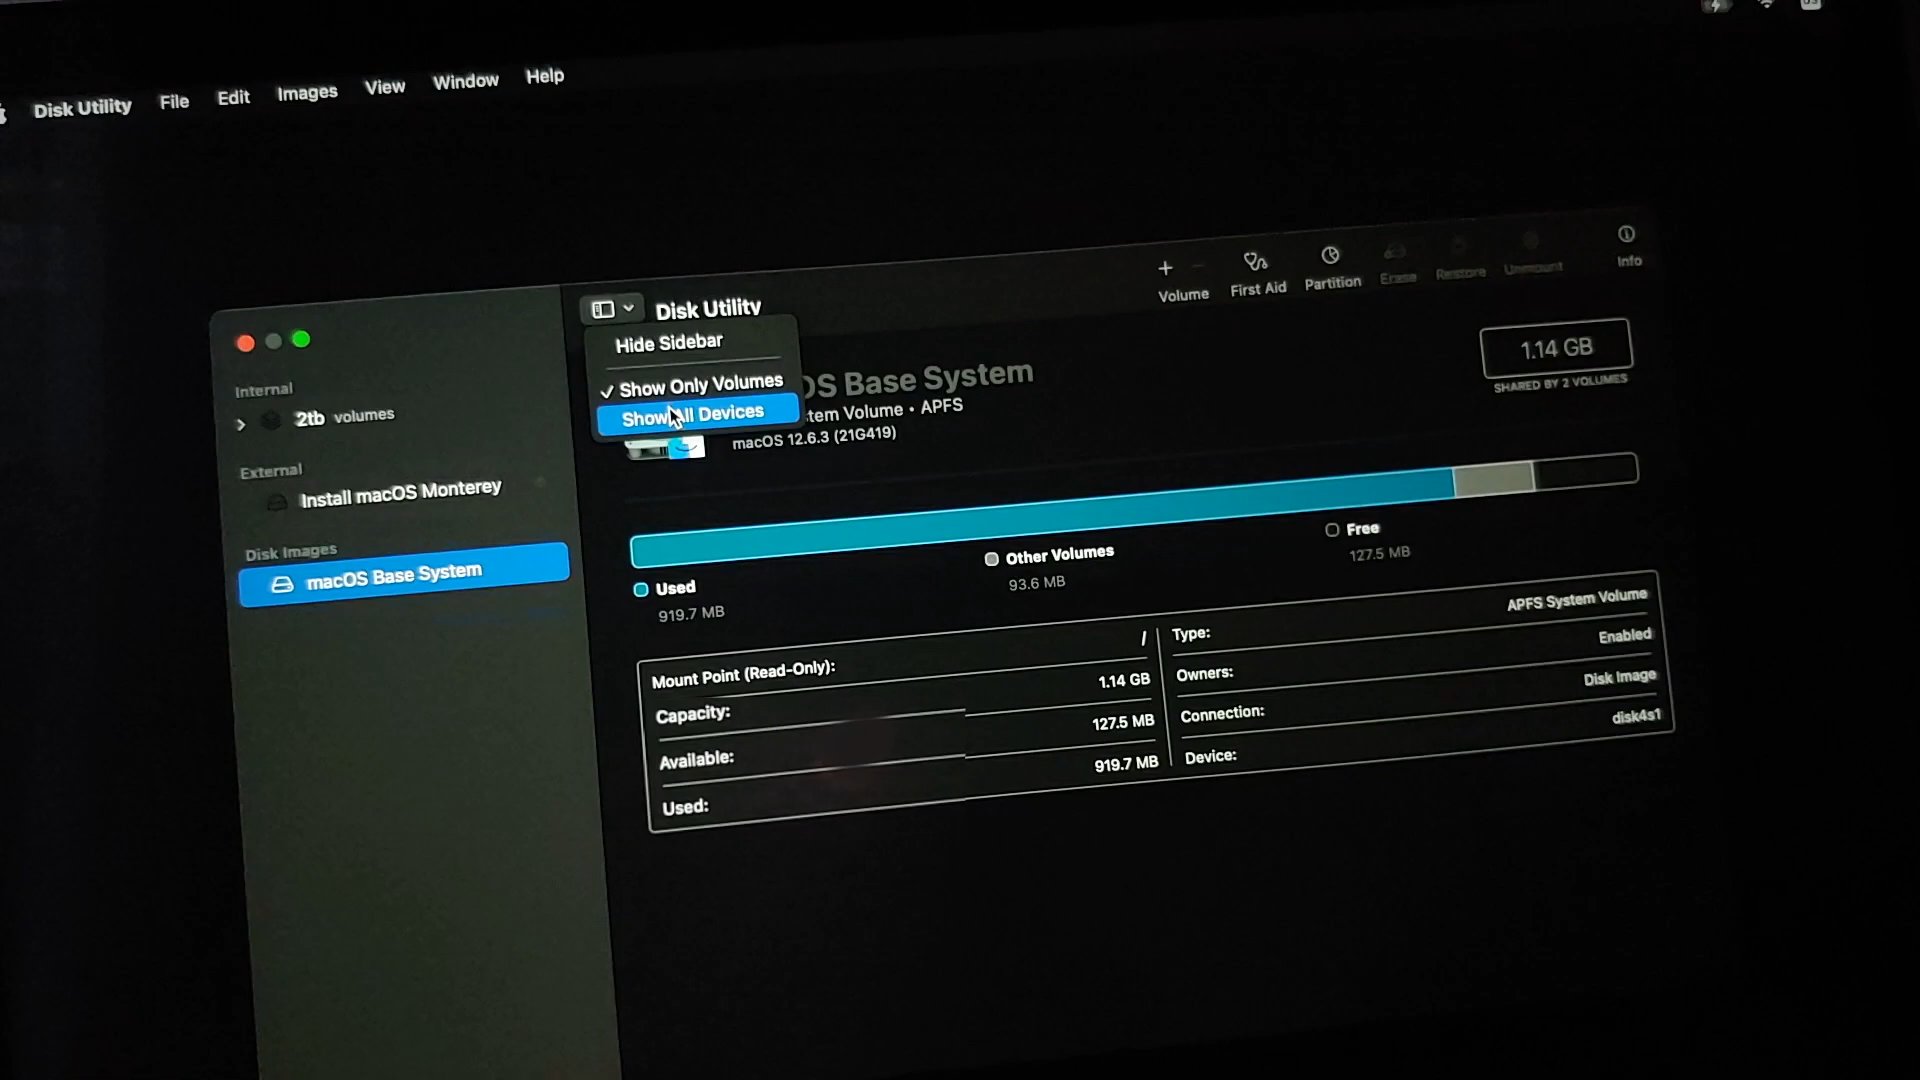 Disk Utility File Edit Images View Window Help
Disk Utility
Volume First Aid Partition Erase Restore Unmount Info
Hide Sidebar
✓ Show Only Volumes
Show All Devices
OS Base System
tem Volume • APFS
macOS 12.6.3 (21G419)
1.14 GB
SHARED BY 2 VOLUMES
Internal
2tb volumes
External
Install macOS Monterey
Disk Images
macOS Base System
Used
919.7 MB
Other Volumes
93.6 MB
Free
127.5 MB
Mount Point (Read-Only): /
Capacity: 1.14 GB
Available: 127.5 MB
Used: 919.7 MB
Type: APFS System Volume
Owners: Enabled
Connection: Disk Image
Device: disk4s1